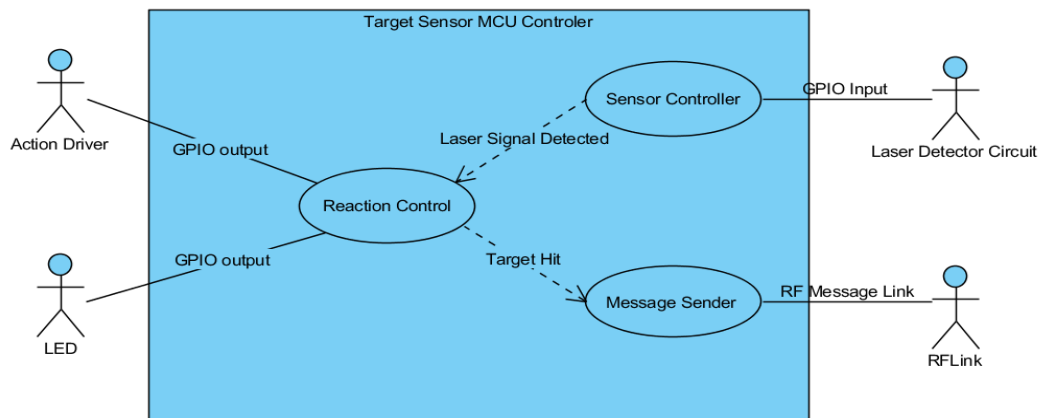 Target Sensor MCU Controler
Sensor Controller
GPIO Input
Action Driver
Laser Signal Detected
Laser Detector Circuit
GPIO output
Reaction Control
GPIO output
Target Hit
Message Sender
RF Message Link
LED
RFLink